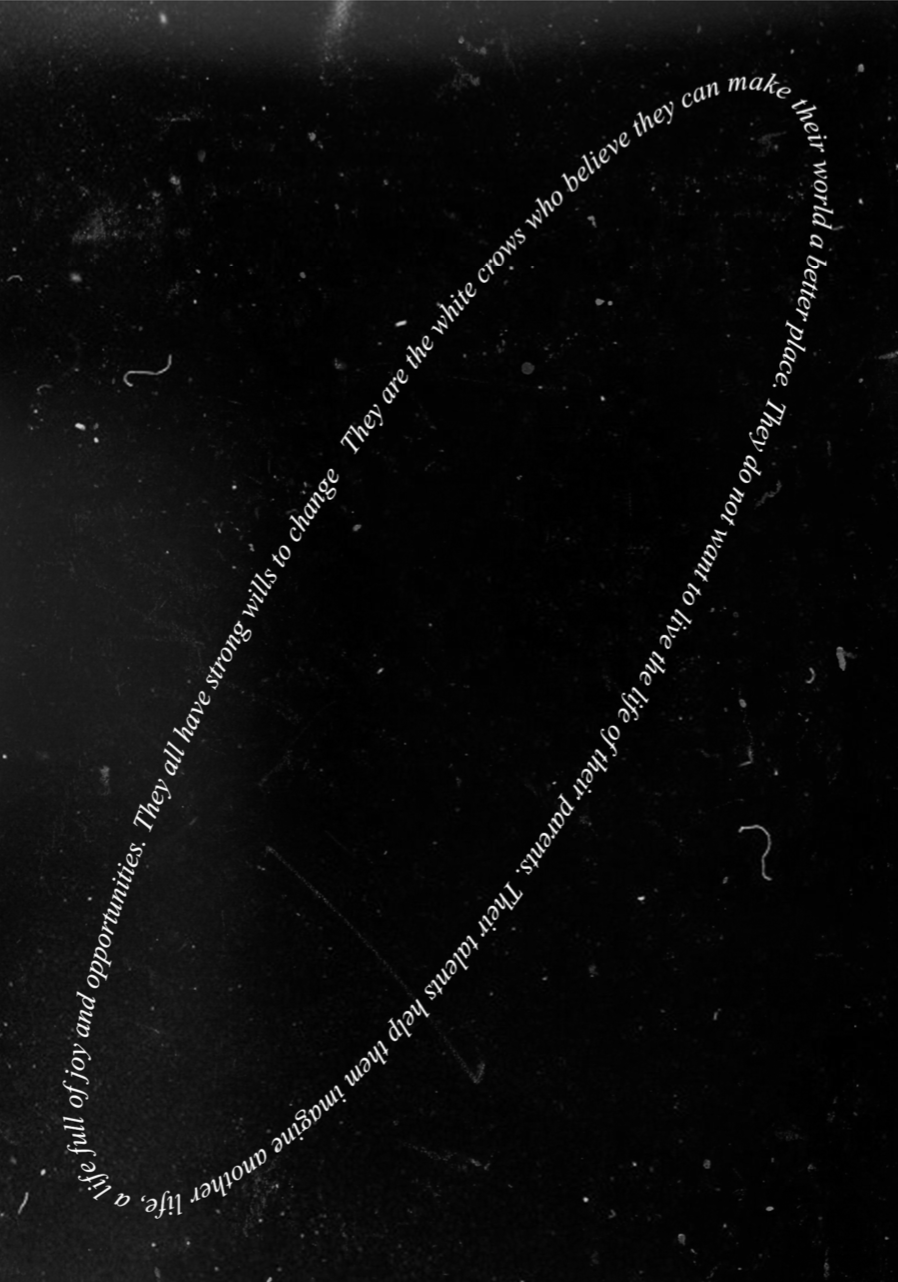 They are the white crows who believe they can make their world a better place. They do not want to live the life of their parents. Their talents help them imagine another life, a life full of joy and opportunities. They all have strong wills to change